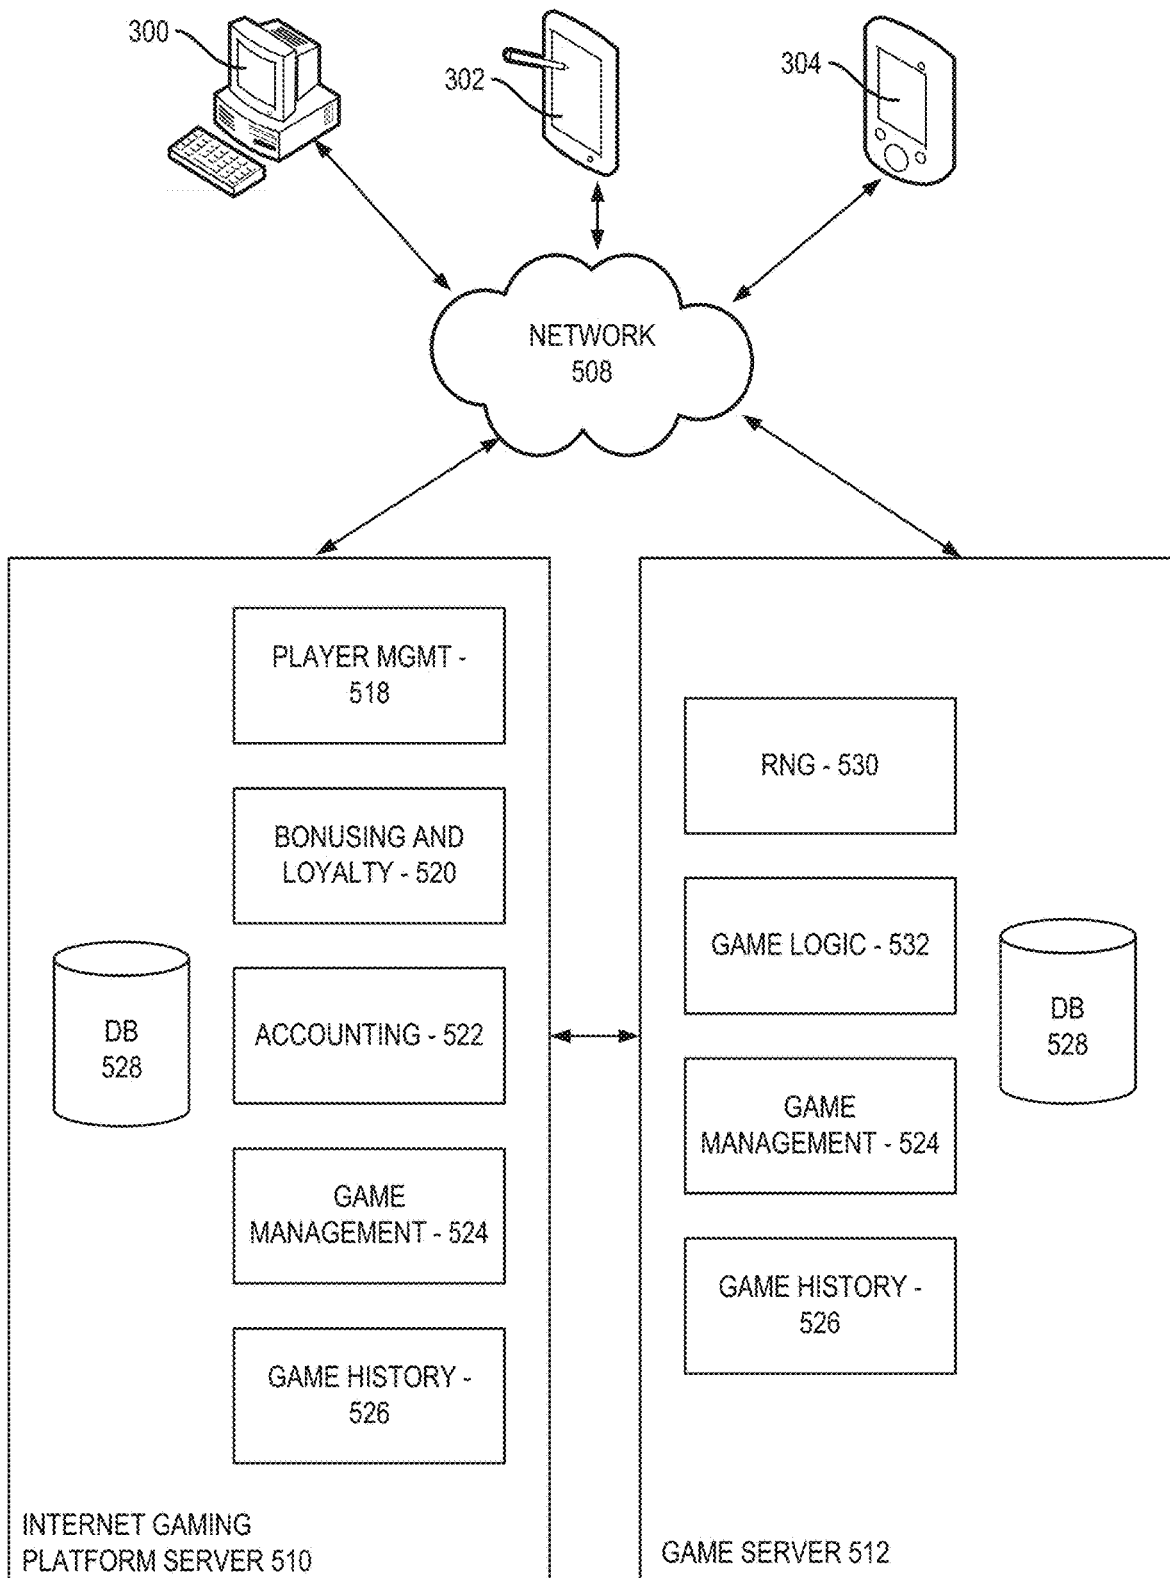 300
302
304
NETWORK
508
PLAYER MGMT -
518
BONUSING AND
LOYALTY - 520
DB
528
ACCOUNTING - 522
GAME
MANAGEMENT - 524
GAME HISTORY -
526
INTERNET GAMING
PLATFORM SERVER 510
RNG - 530
GAME LOGIC - 532
DB
528
GAME
MANAGEMENT - 524
GAME HISTORY -
526
GAME SERVER 512